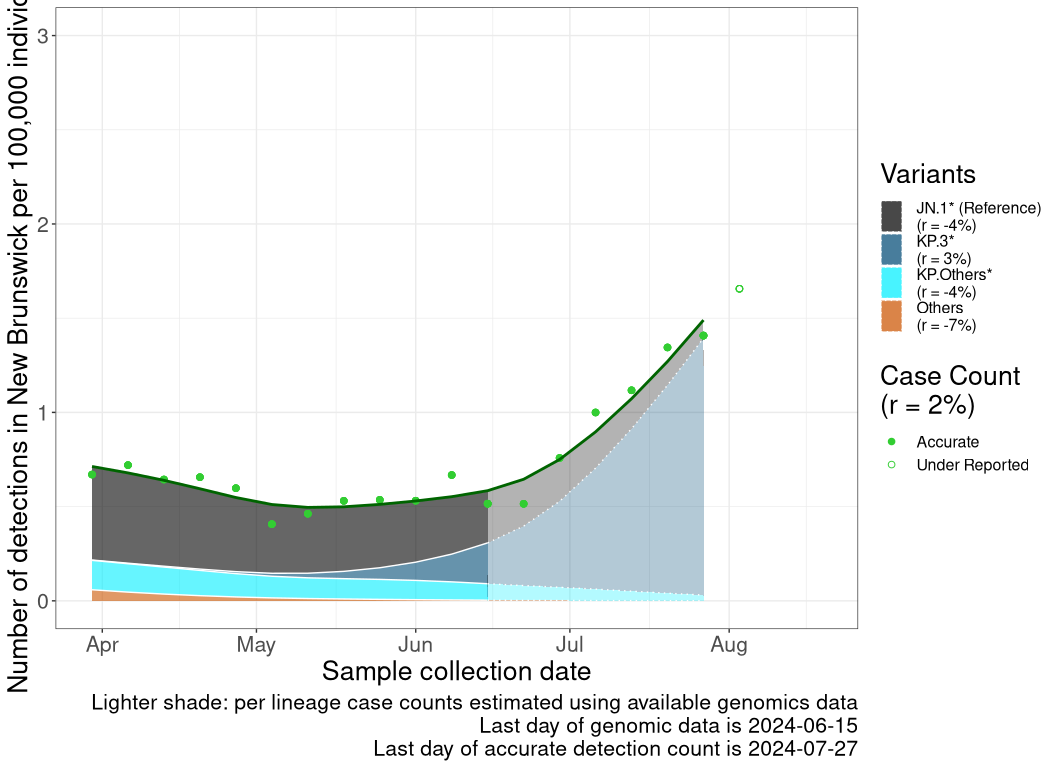 Number of detections in New Brunswick per 100,000
3
2
1
0
Apr
May
Jun
Jul
Aug
Sample collection date
Lighter shade: per lineage case counts estimated using available genomics data
Last day of genomic data is 2024-06-15
Last day of accurate detection count is 2024-07-27
Variants
JN.1* (Reference)
(r = -4%)
KP.3*
(r = 3%)
KP.Others*
(r = -4%)
Others
(r = -7%)
Case Count
(r = 2%)
Accurate
Under Reported